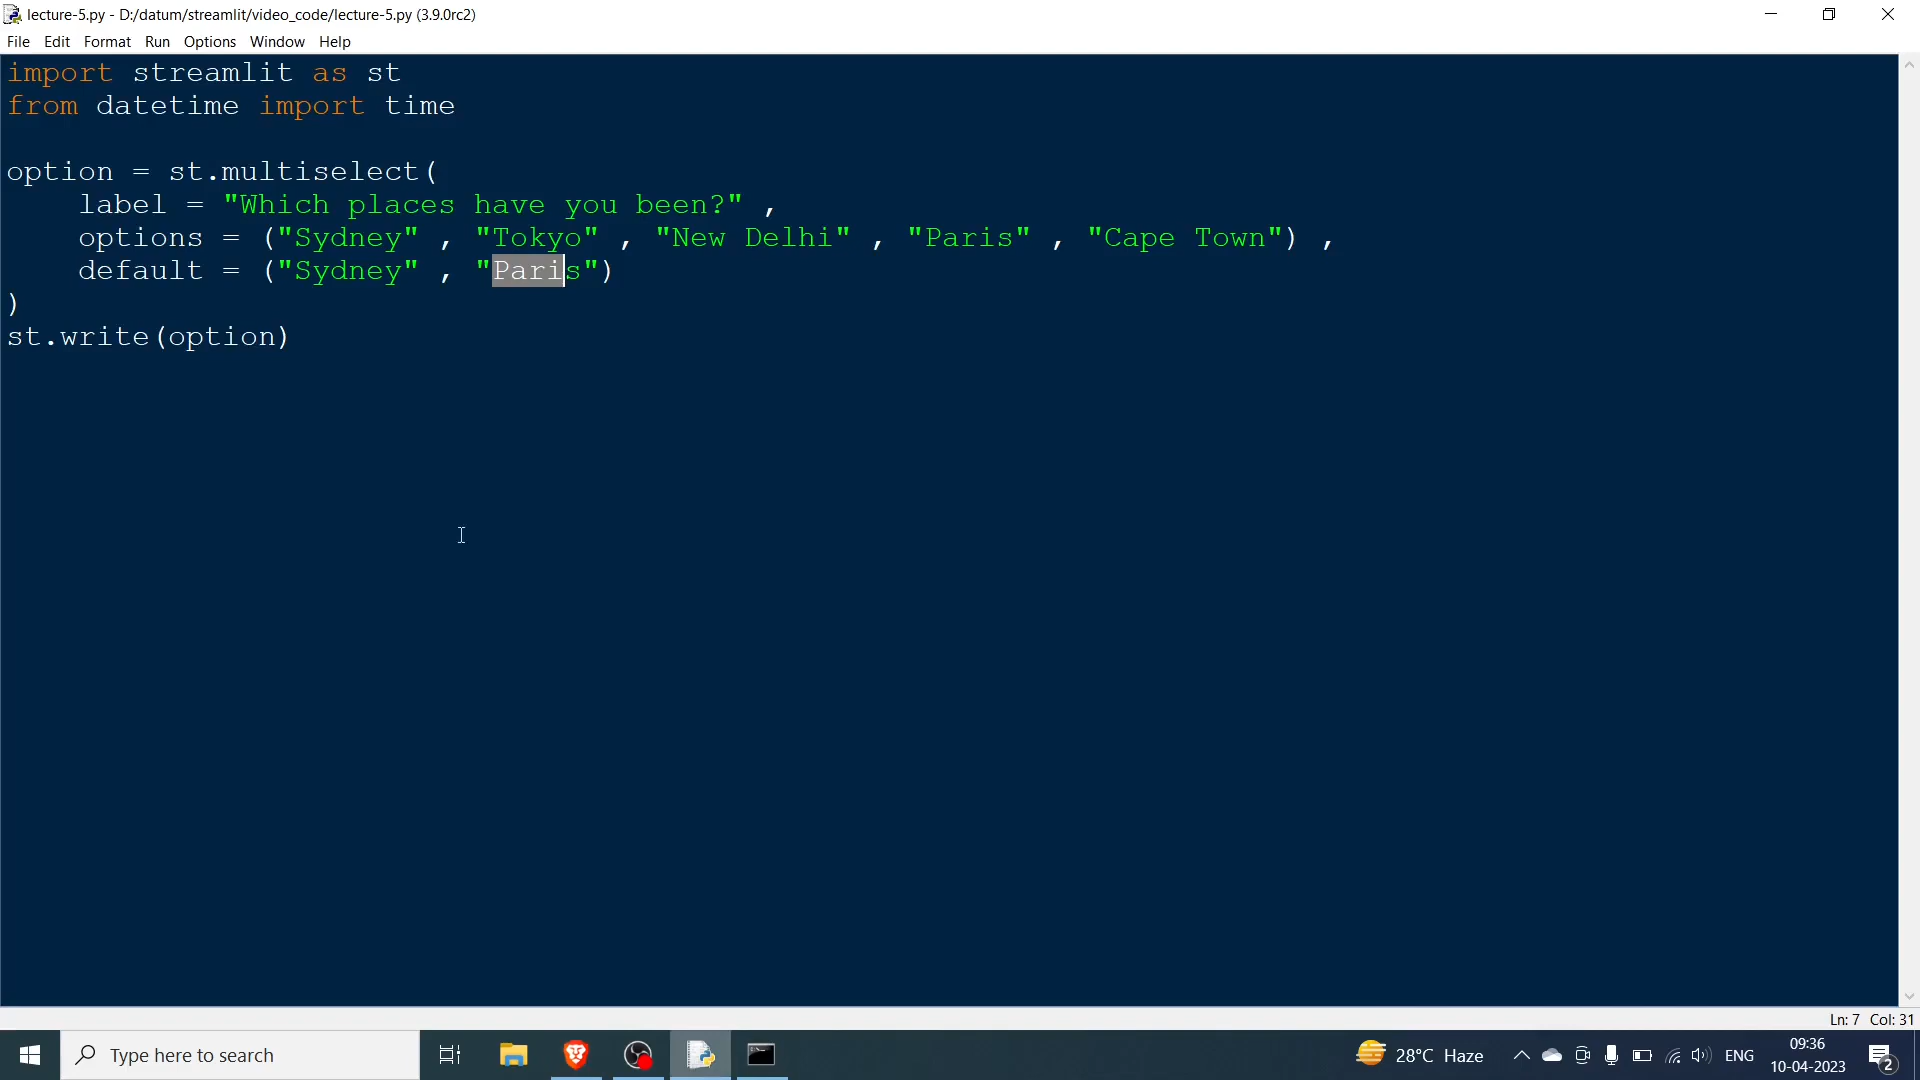 lecture-5.py - D:/datum/streamlit/video_code/lecture-5.py (3.9.0rc2)
File Edit Format Run Options Window Help
import streamlit as st
from datetime import time
option = st.multiselect(
    label = "Which places have you been?" ,
    options = ("Sydney" , "Tokyo" , "New Delhi" , "Paris" , "Cape Town") ,
    default = ("Sydney" , "Paris")
)
st.write(option)
Ln: 7 Col: 31
Type here to search
28°C Haze
ENG
09:36
10-04-2023
2